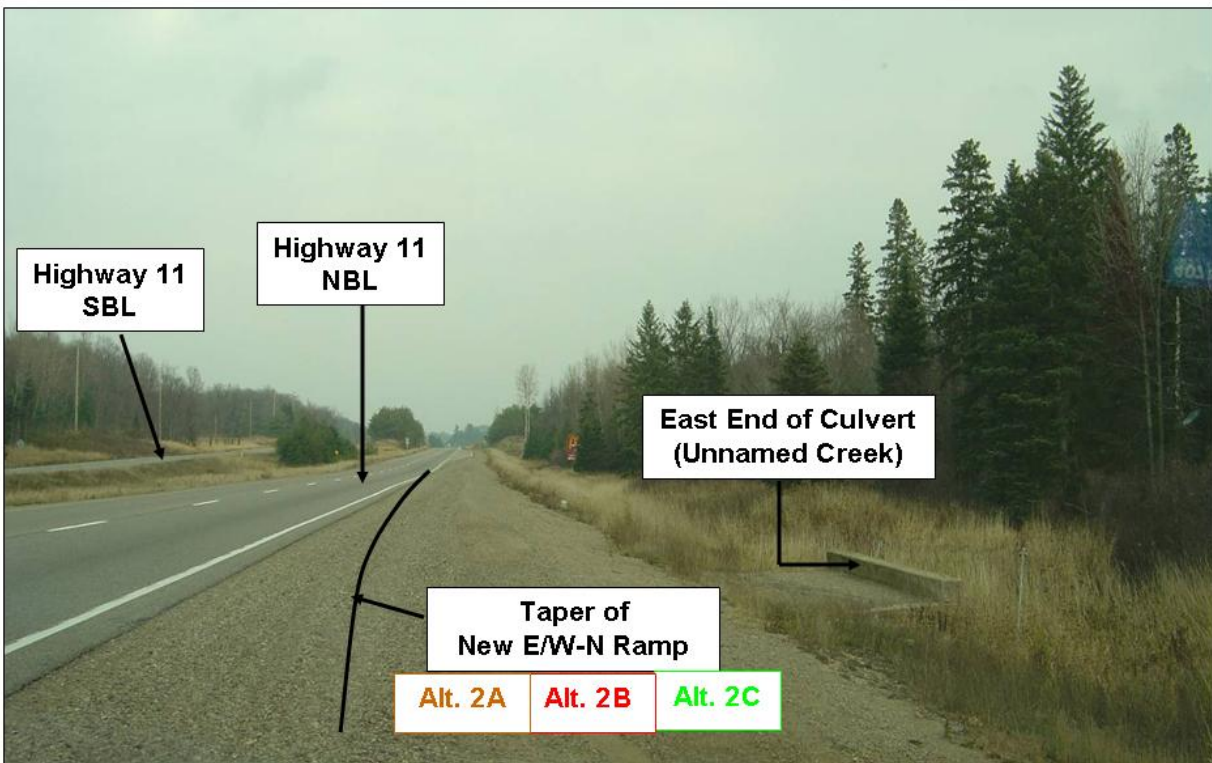 Highway 11
SBL
Highway 11
NBL
East End of Culvert
(Unnamed Creek)
Taper of
New E/W-N Ramp
Alt. 2A
Alt. 2B
Alt. 2C